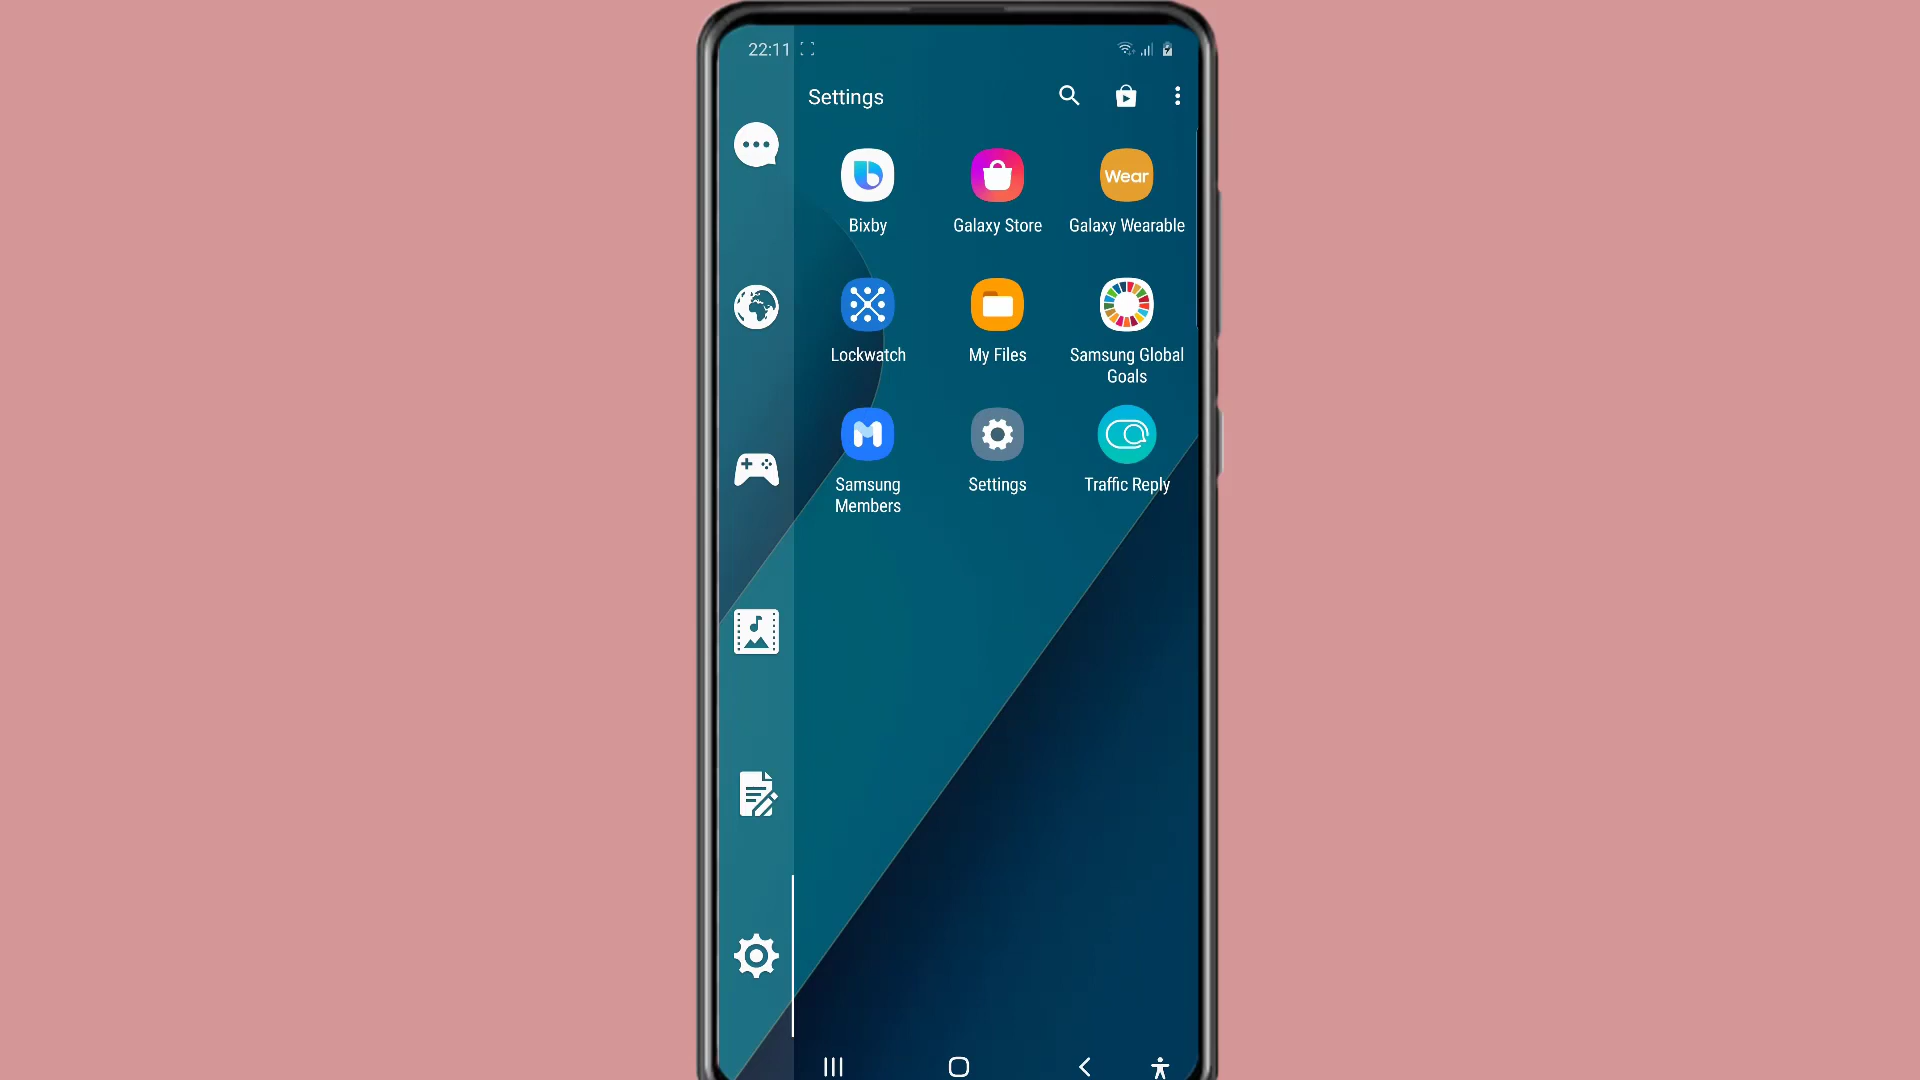 22:11
Settings
Wear
Bixby
Galaxy Store
Galaxy Wearable
Lockwatch
My Files
Samsung Global
Goals
Samsung
Members
Settings
Traffic Reply